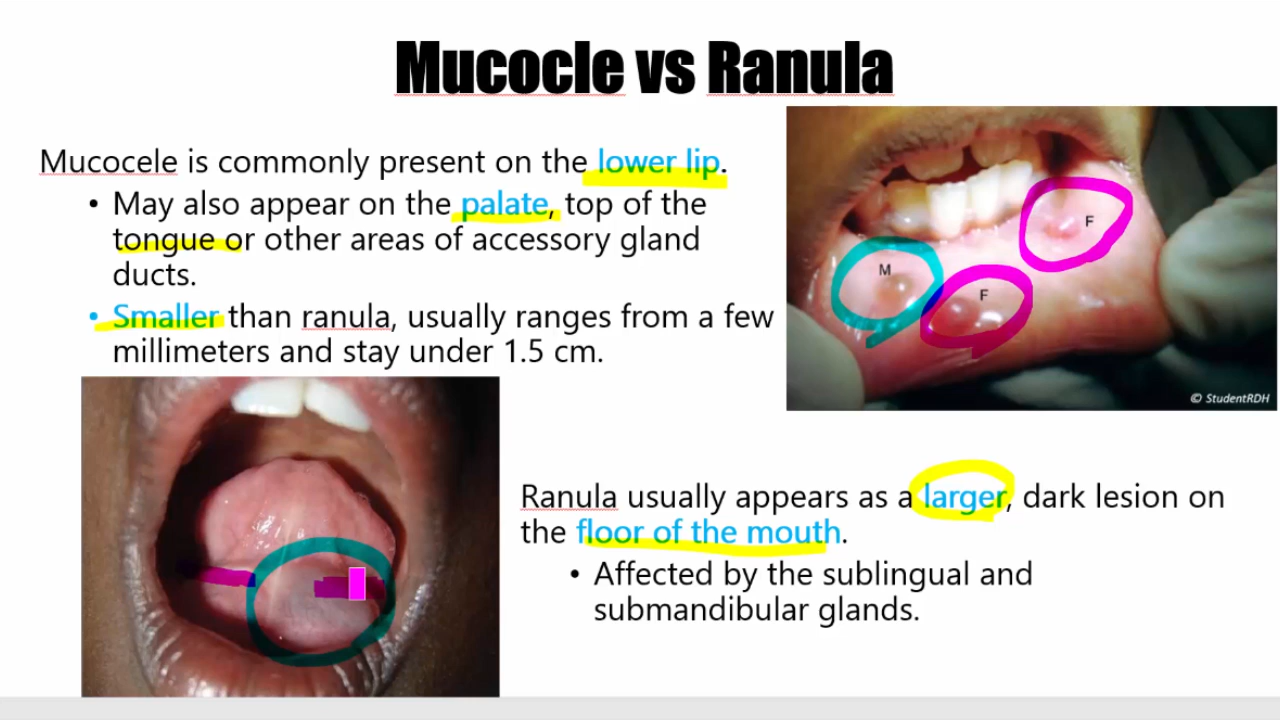 Mucocle vs Ranula
Mucocele is commonly present on the lower lip.
• May also appear on the palate, top of the
tongue or other areas of accessory gland
ducts.
• Smaller than ranula, usually ranges from a few
millimeters and stay under 1.5 cm.
M
F
F
© StudentRDH
Ranula usually appears as a larger, dark lesion on
the floor of the mouth.
• Affected by the sublingual and
submandibular glands.